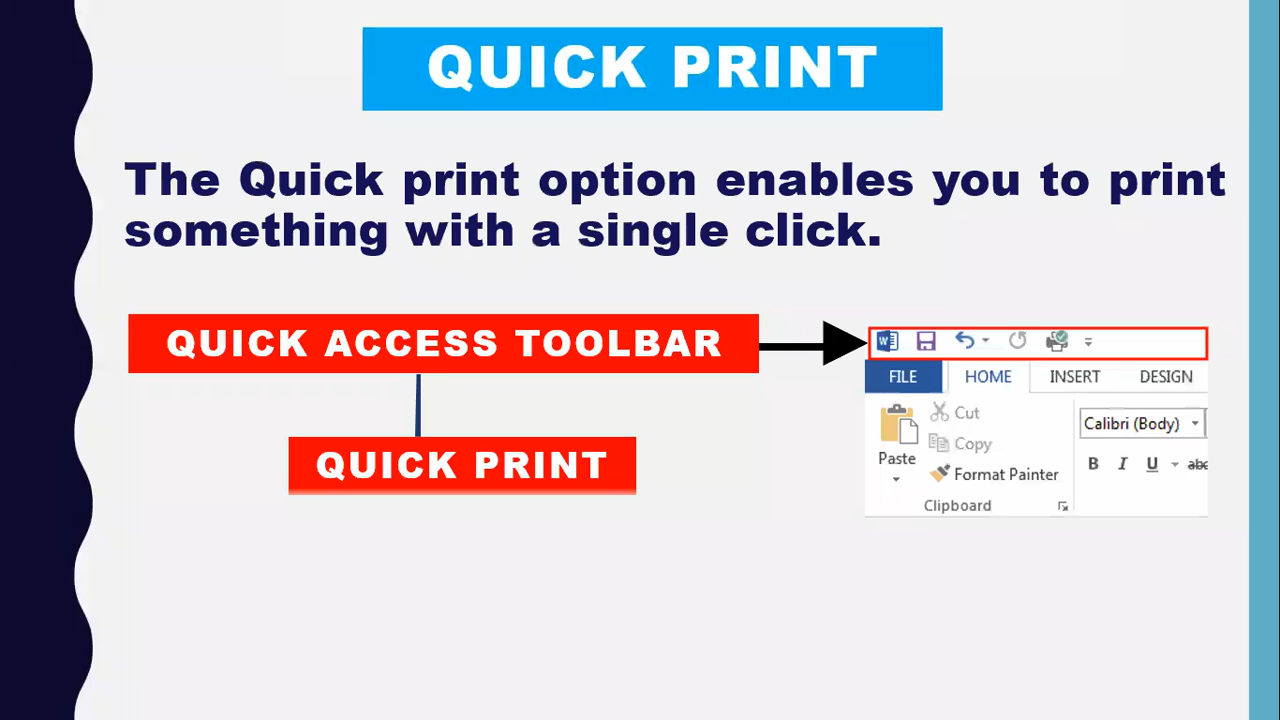 QUICK PRINT
The Quick print option enables you to print
something with a single click.
QUICK ACCESS TOOLBAR
QUICK PRINT
FILE HOME INSERT DESIGN
Paste
Cut
Copy
Format Painter
Clipboard
Calibri (Body)
B I U abc